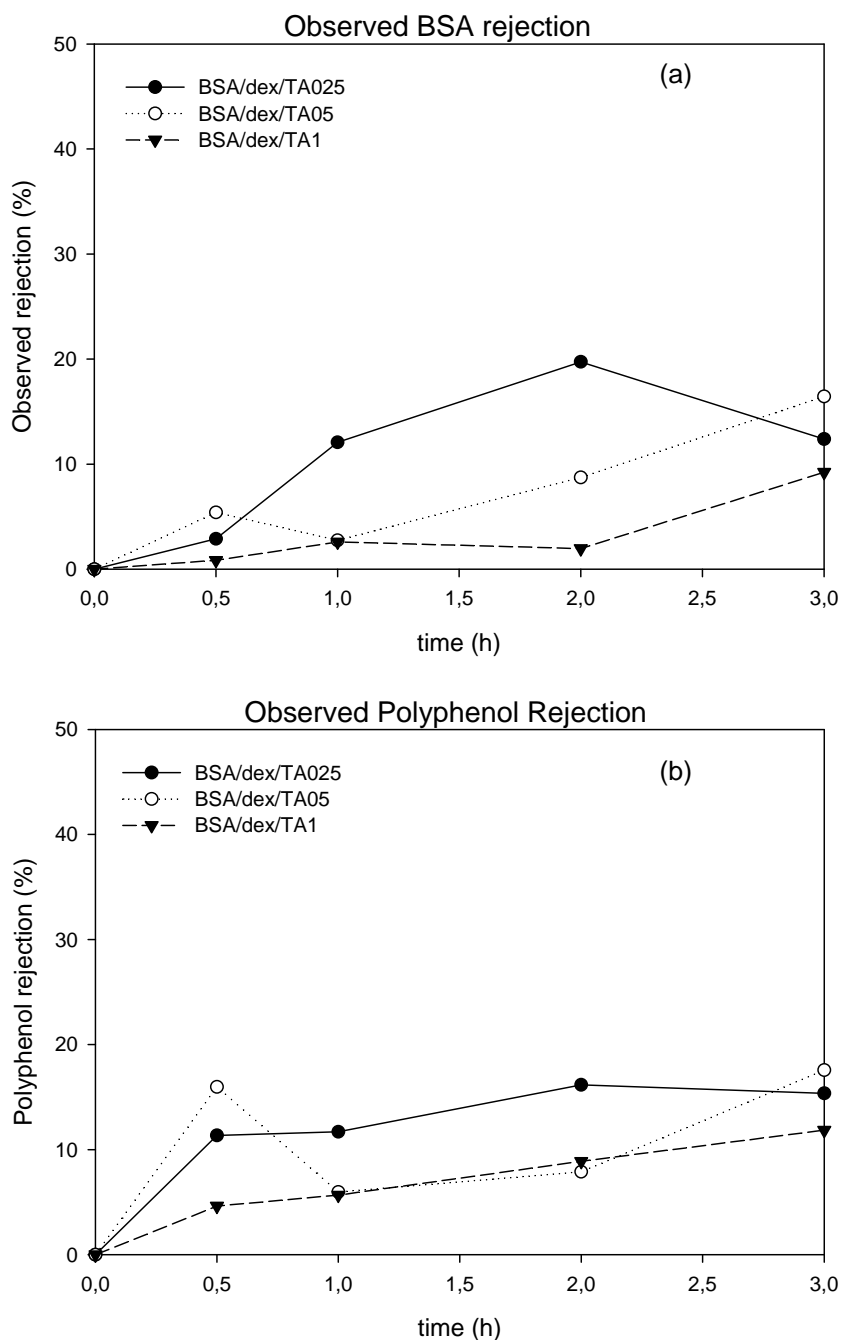 Observed BSA rejection
(a)
BSA/dex/TA025
BSA/dex/TA05
BSA/dex/TA1
Observed rejection (%)
50
40
30
20
10
0
0,0 0,5 1,0 1,5 2,0 2,5 3,0
time (h)
Observed Polyphenol Rejection
(b)
BSA/dex/TA025
BSA/dex/TA05
BSA/dex/TA1
Polyphenol rejection (%)
50
40
30
20
10
0
0,0 0,5 1,0 1,5 2,0 2,5 3,0
time (h)